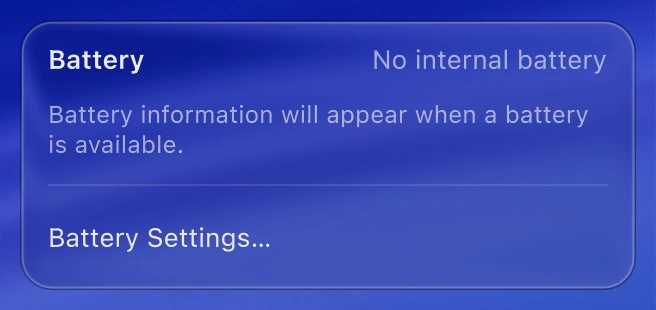 Battery No internal battery
Battery information will appear when a battery
is available.
Battery Settings...